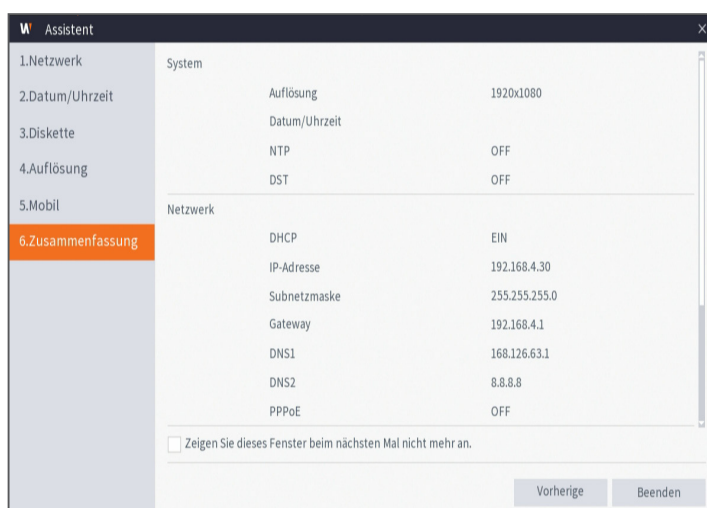 W Assistent X
1.Netzwerk
2.Datum/Uhrzeit
3.Diskette
4.Auflösung
5.Mobil
6.Zusammenfassung
System
Auflösung 1920x1080
Datum/Uhrzeit
NTP OFF
DST OFF
Netzwerk
DHCP EIN
IP-Adresse 192.168.4.30
Subnetzmaske 255.255.255.0
Gateway 192.168.4.1
DNS1 168.126.63.1
DNS2 8.8.8.8
PPPoE OFF
Zeigen Sie dieses Fenster beim nächsten Mal nicht mehr an.
Vorherige Beenden